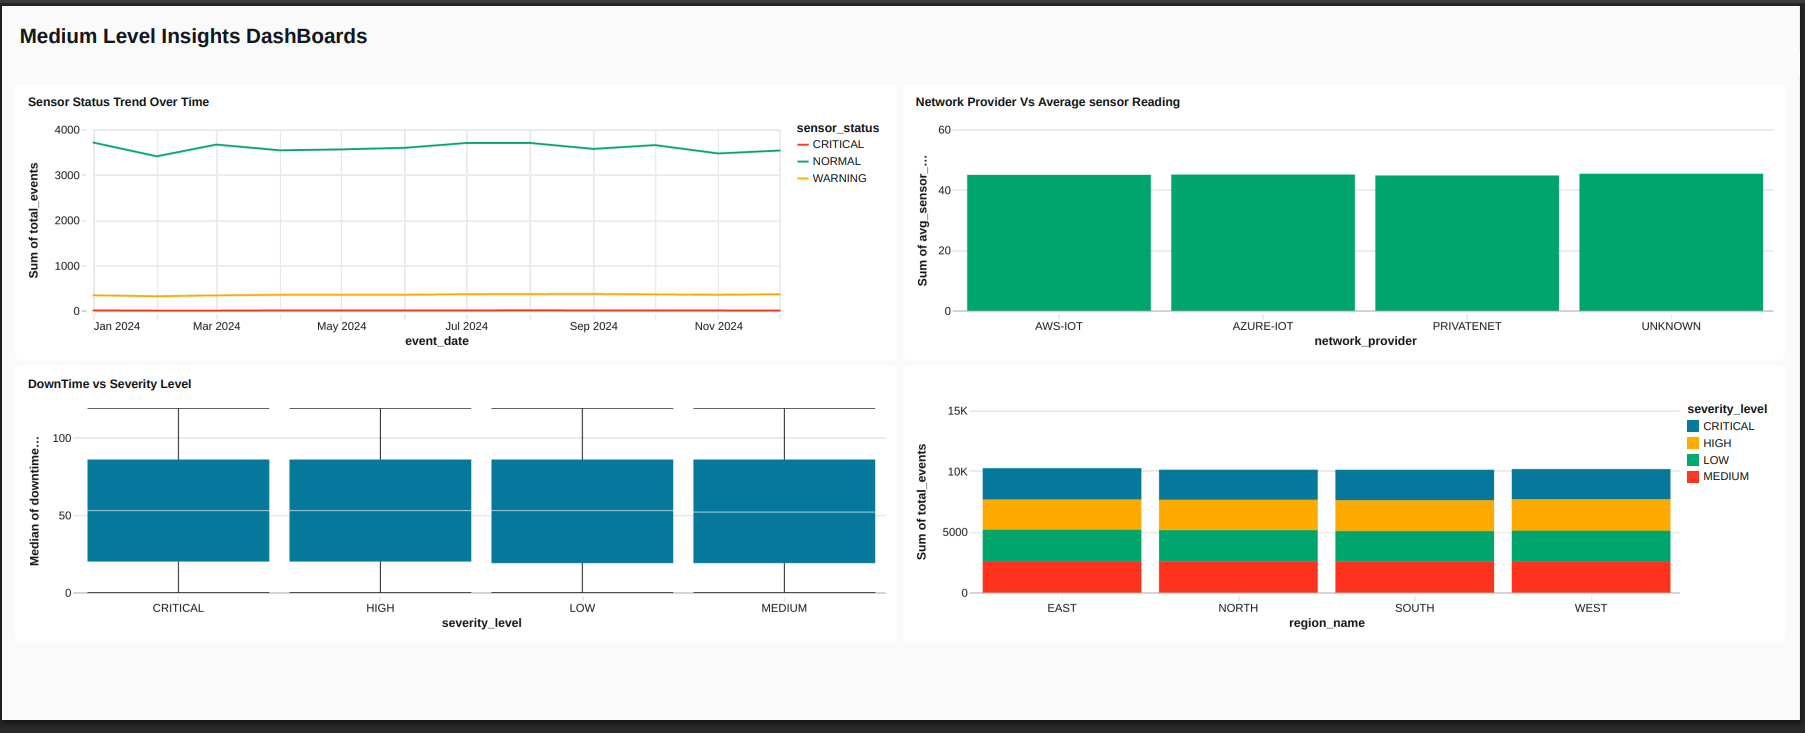 Medium Level Insights DashBoards
Sensor Status Trend Over Time
Sum of total_events
4000
3000
2000
1000
0
Jan 2024 Mar 2024 May 2024 Jul 2024 Sep 2024 Nov 2024
event_date
sensor_status
CRITICAL
NORMAL
WARNING
Network Provider Vs Average sensor Reading
Sum of avg_sensor_...
60
40
20
0
AWS-IOT AZURE-IOT PRIVATENET UNKNOWN
network_provider
DownTime vs Severity Level
Median of downtime...
100
50
0
CRITICAL HIGH LOW MEDIUM
severity_level
Sum of total_events
15K
10K
5000
0
EAST NORTH SOUTH WEST
region_name
severity_level
CRITICAL
HIGH
LOW
MEDIUM